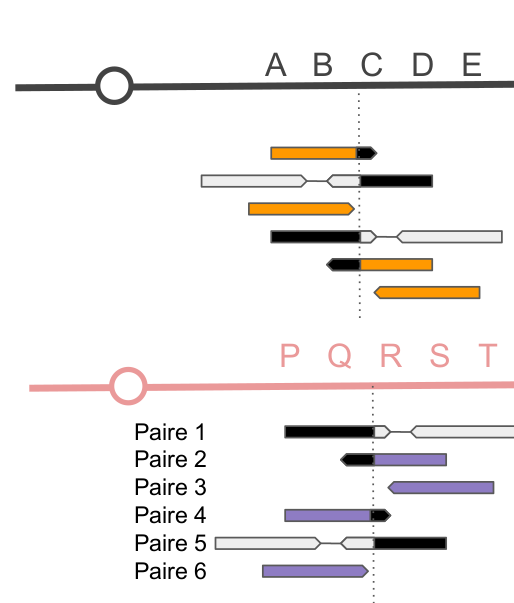 A B C D E
P Q R S T
Paire 1
Paire 2
Paire 3
Paire 4
Paire 5
Paire 6